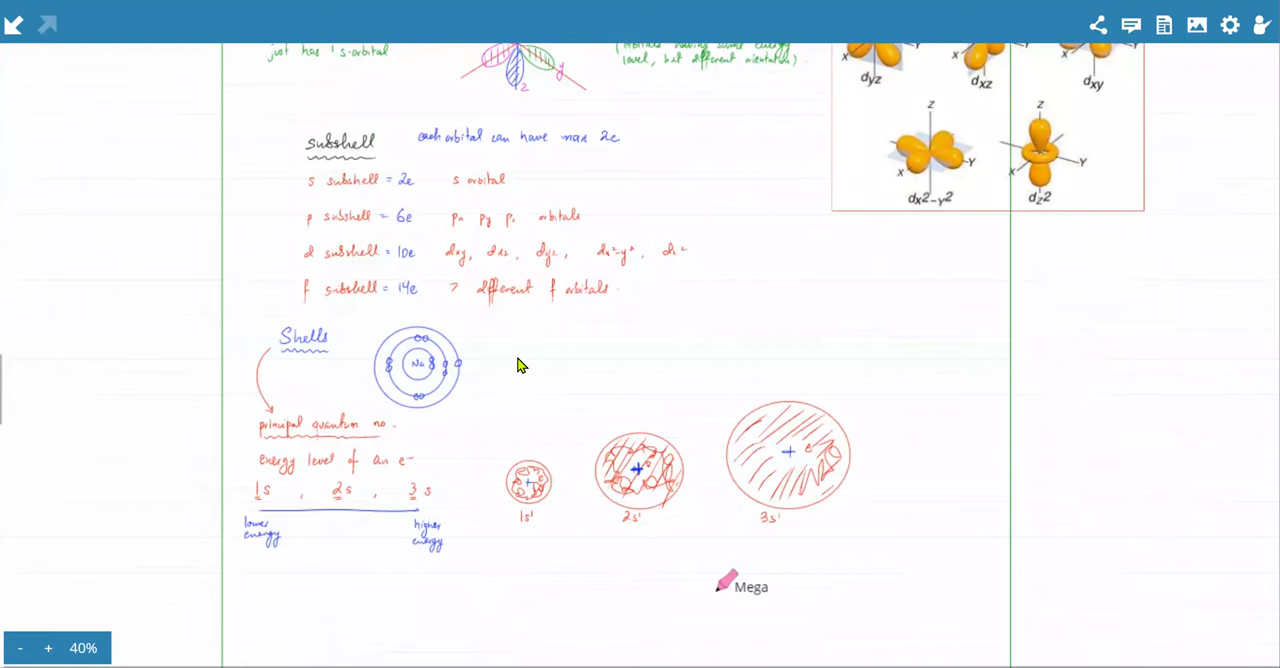 just has 1 s-orbital
(orbitals having same energy
level, but different orientation)
y
z
X
Y
X
Y
X
Y
dyz
dxz
dxy
subshell each orbital can have max 2e
s subshell = 2e s orbital
p subshell = 6e px py pz orbitals
d subshell = 10e dxy, dxz, dyz, dx²-y², dz²
f subshell = 14e 7 different f orbitals.
Z
X
Y
dx2-Y2
Z
X
Y
dz2
Shells
Na
principal quantum no.
energy level of an e-
1s , 2s , 3s
lower
energy
higher
energy
+
1s'
+ e
2s'
+ e-
3s'
Mega
- + 40%